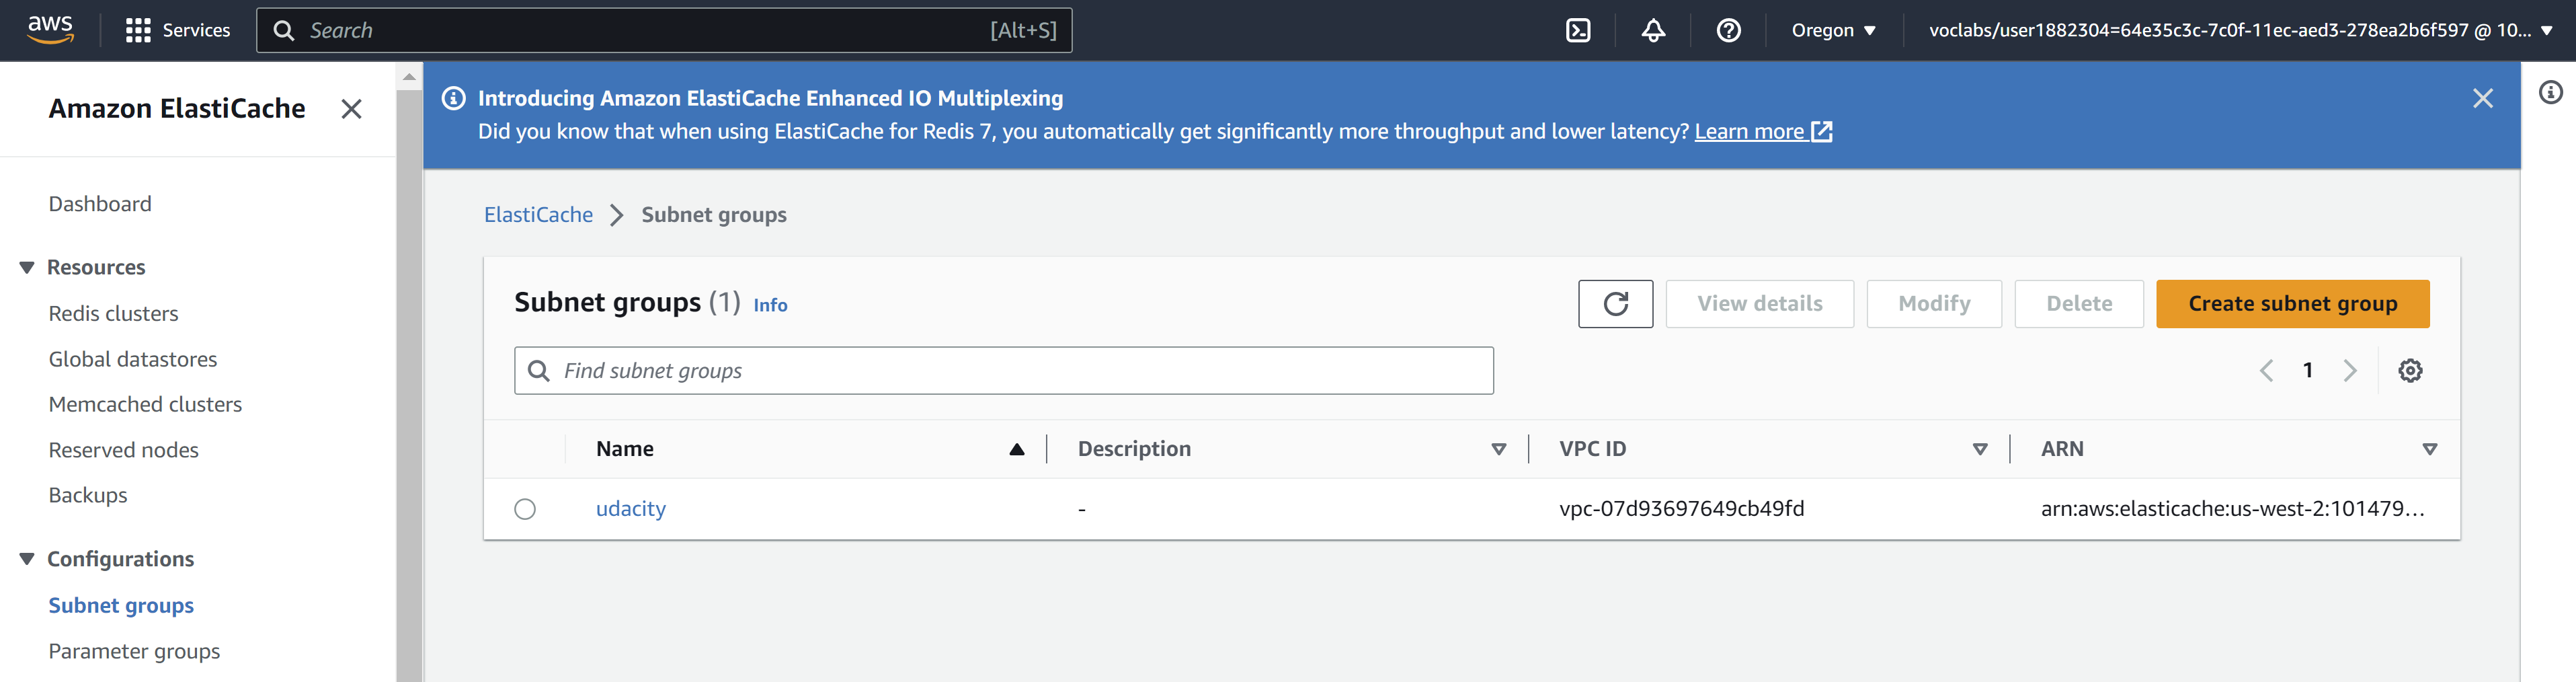 aws Services Search [Alt+S] Oregon voclabs/user1882304=64e35c3c-7c0f-11ec-aed3-278ea2b6f597 @ 10...
Amazon ElastiCache
Dashboard
Resources
Redis clusters
Global datastores
Memcached clusters
Reserved nodes
Backups
Configurations
Subnet groups
Parameter groups
Introducing Amazon ElastiCache Enhanced IO Multiplexing
Did you know that when using ElastiCache for Redis 7, you automatically get significantly more throughput and lower latency? Learn more
ElastiCache > Subnet groups
Subnet groups (1) Info View details Modify Delete Create subnet group
Find subnet groups 1
Name Description VPC ID ARN
udacity - vpc-07d93697649cb49fd arn:aws:elasticache:us-west-2:101479...